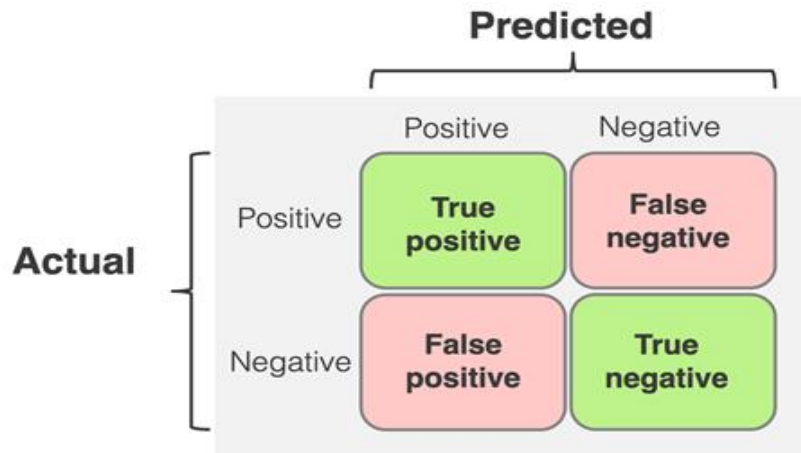 Predicted
Positive
Negative
Actual
Positive
True
positive
False
negative
Negative
False
positive
True
negative